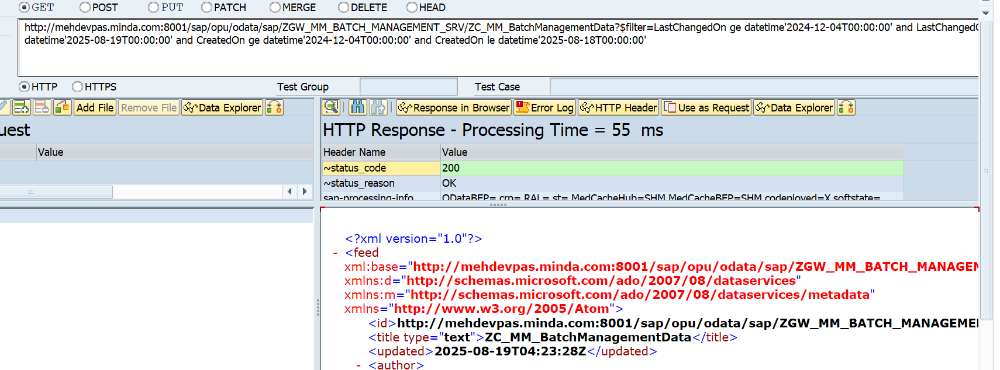 GET POST PUT PATCH MERGE DELETE HEAD
http://mehdevpas.minda.com:8001/sap/opu/odata/sap/ZGW_MM_BATCH_MANAGEMENT_SRV/ZC_MM_BatchManagementData?$filter=LastChangedOn ge datetime'2024-12-04T00:00:00' and LastChangedO
datetime'2025-08-19T00:00:00' and CreatedOn ge datetime'2024-12-04T00:00:00' and CreatedOn le datetime'2025-08-18T00:00:00'
HTTP HTTPS Test Group Test Case
Add File Remove File Data Explorer Response in Browser Error Log HTTP Header Use as Request Data Explorer
uest HTTP Response - Processing Time = 55 ms
Value Header Name Value
~status_code 200
~status_reason OK
sap-processing-info ODataBEP=,crp=,RAL=,st=,MedCacheHub=SHM,MedCacheBEP=SHM,codeployed=X,softstate=
<?xml version="1.0"?>
- <feed
xml:base="http://mehdevpas.minda.com:8001/sap/opu/odata/sap/ZGW_MM_BATCH_MANAGEM
xmlns:d="http://schemas.microsoft.com/ado/2007/08/dataservices"
xmlns:m="http://schemas.microsoft.com/ado/2007/08/dataservices/metadata"
xmlns="http://www.w3.org/2005/Atom">
<id>http://mehdevpas.minda.com:8001/sap/opu/odata/sap/ZGW_MM_BATCH_MANAGEME
<title type="text">ZC_MM_BatchManagementData</title>
<updated>2025-08-19T04:23:28Z</updated>
- <author>